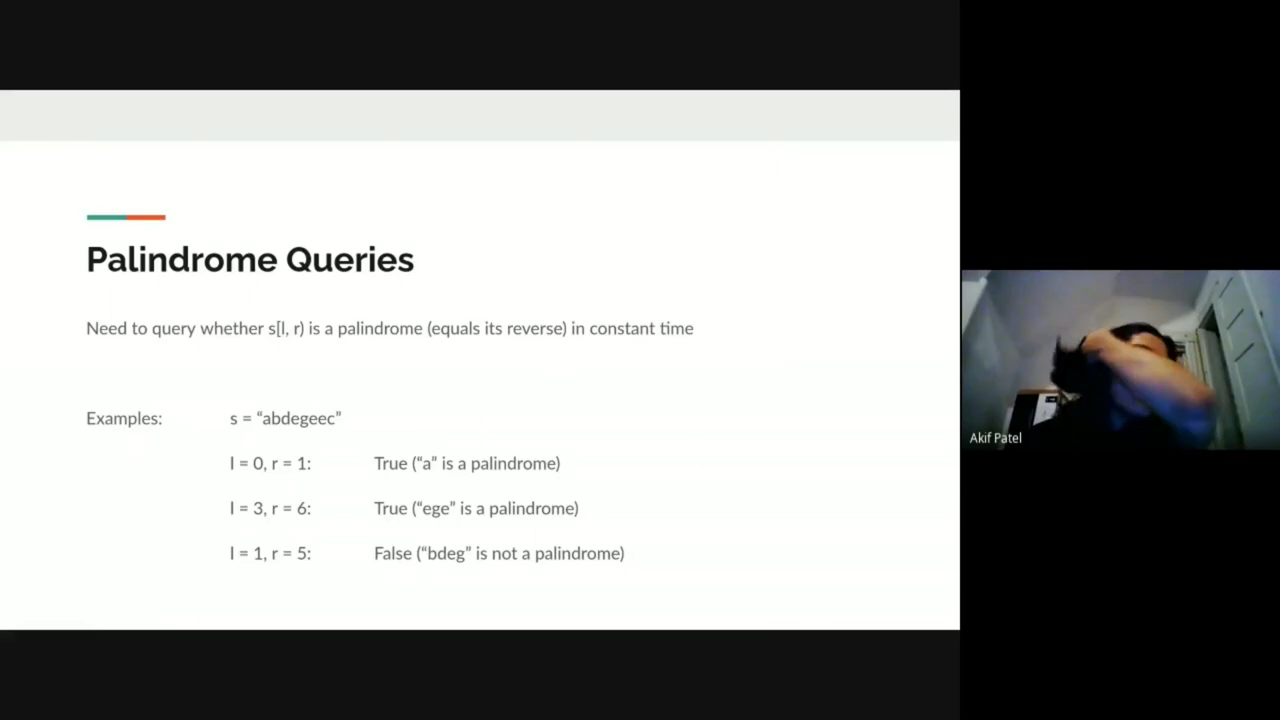 Palindrome Queries
Need to query whether s[l, r) is a palindrome (equals its reverse) in constant time
Examples: s = “abdegeec”
l = 0, r = 1: True (“a” is a palindrome)
l = 3, r = 6: True (“ege” is a palindrome)
l = 1, r = 5: False (“bdeg” is not a palindrome)
Akif Patel